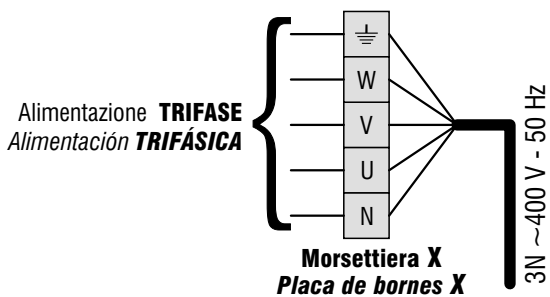 Alimentazione TRIFASE
Alimentación TRIFÁSICA
⏚
W
V
U
N
Morsettiera X
Placa de bornes X
3N ~400 V - 50 Hz